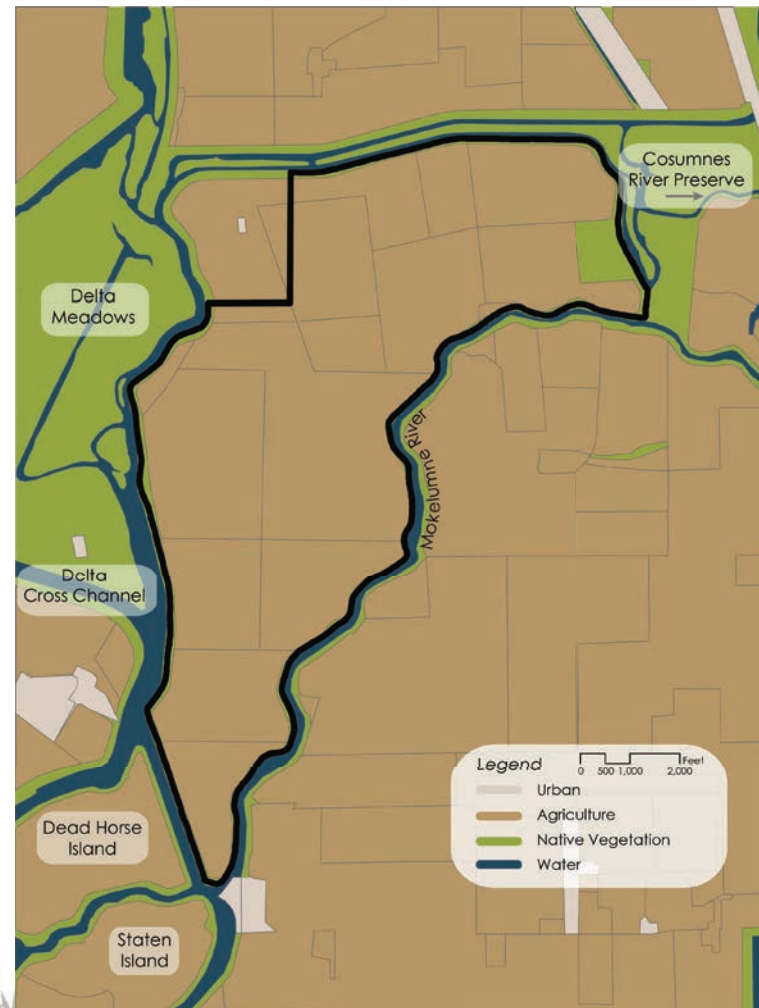 Cosumnes
River Preserve
Delta
Meadows
Mokelumne River
Delta
Cross Channel
Legend
0 500 1,000 2,000 Feet
Urban
Agriculture
Native Vegetation
Water
Dead Horse
Island
Staten
Island